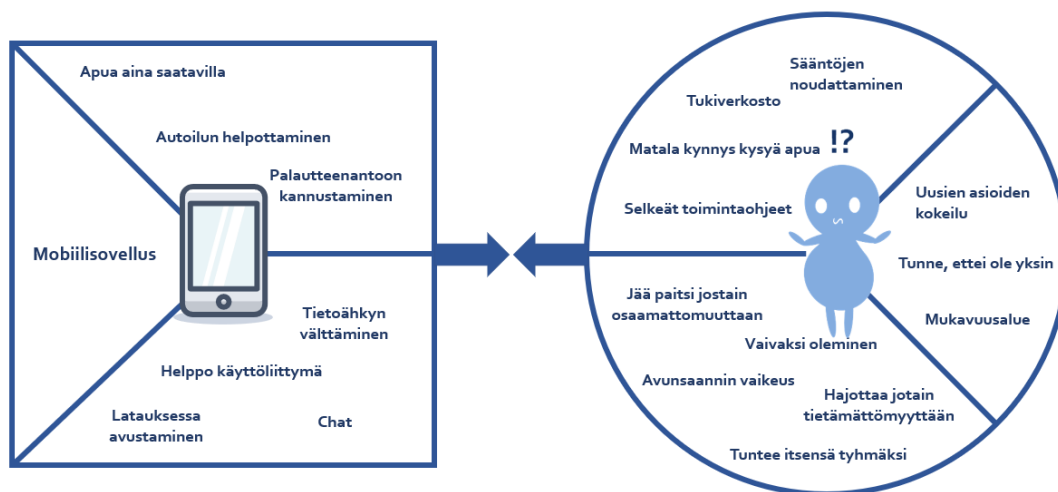 Apua aina saatavilla
Autoilun helpottaminen
Palautteenantoon
kannustaminen
Mobiilisovellus
Tietoähkyn
välttäminen
Helppo käyttöliittymä
Latauksessa
avustaminen
Chat
Sääntöjen
noudattaminen
Tukiverkosto
Matala kynnys kysyä apua
!?
Selkeät toimintaohjeet
Uusien asioiden
kokeilu
Tunne, ettei ole yksin
Mukavuusalue
Jää paitsi jostain
osaamattomuuttaan
Vaivaksi oleminen
Avunsaannin vaikeus
Hajottaa jotain
tietämättömyyttään
Tuntee itsensä tyhmäksi